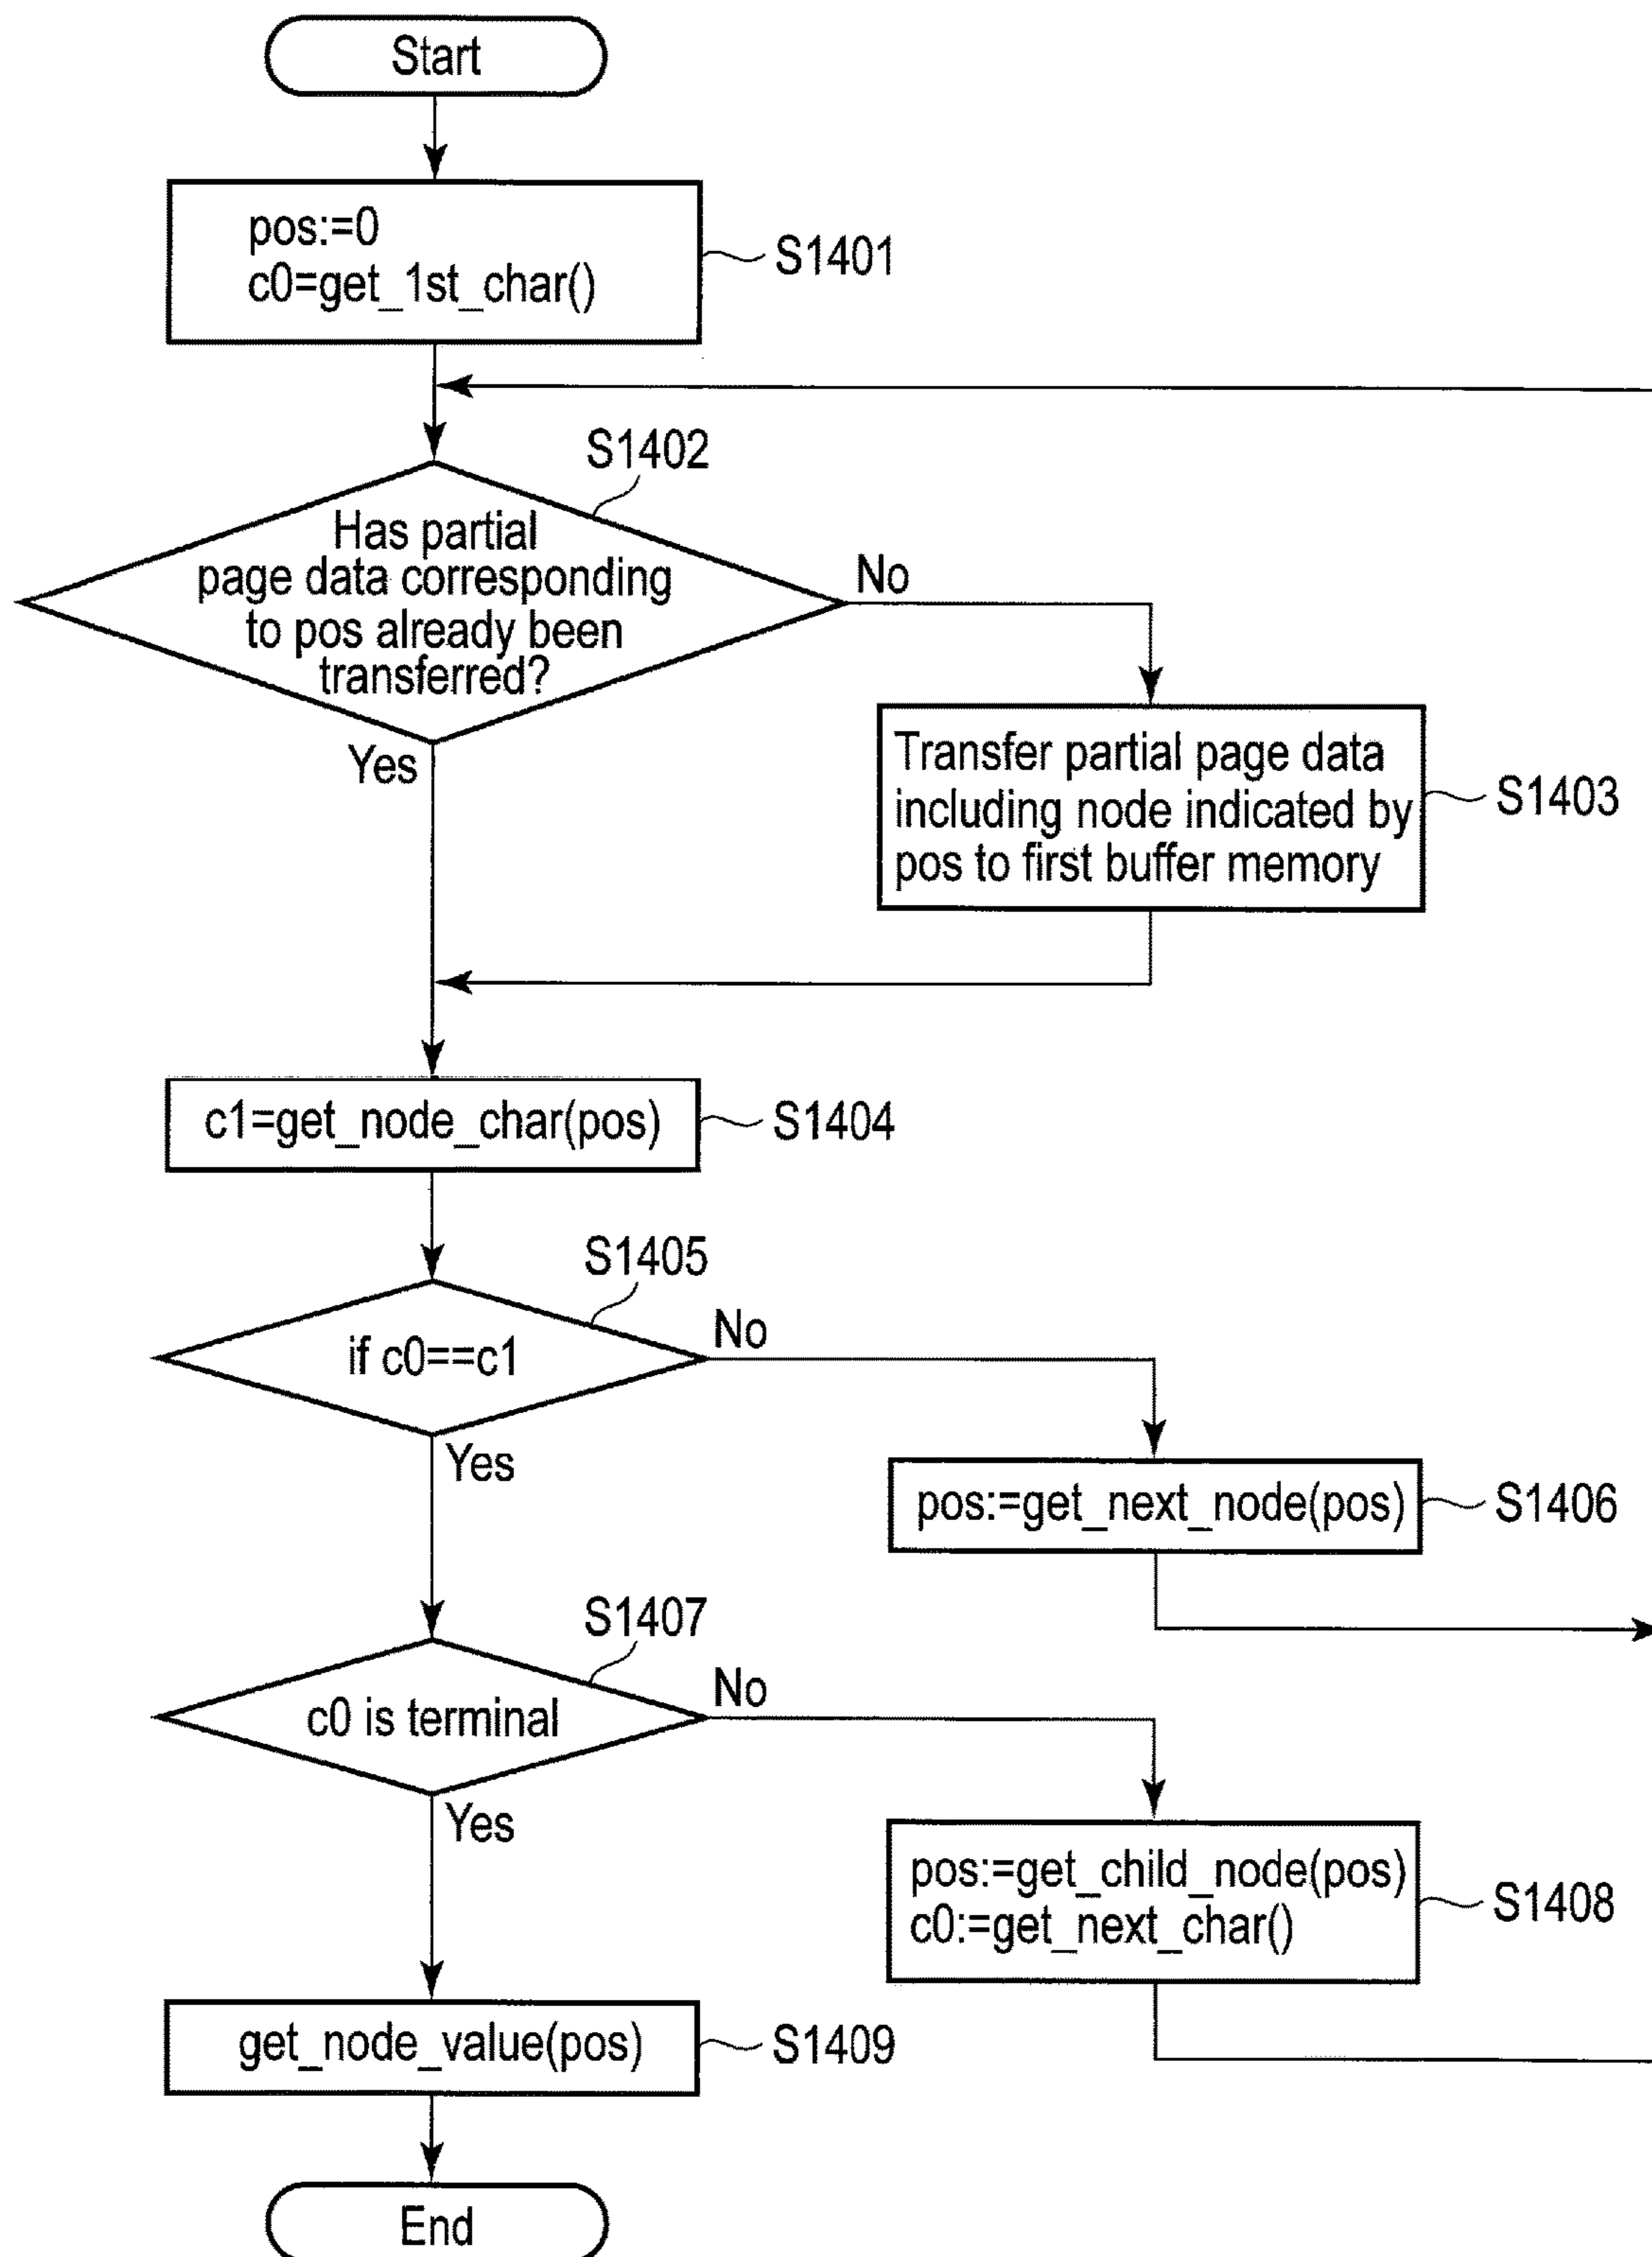 Start
pos:=0
c0=get_1st_char()
S1401
S1402
Has partial
page data corresponding
to pos already been
transferred?
No
Yes
Transfer partial page data
including node indicated by
pos to first buffer memory
S1403
c1=get_node_char(pos)
S1404
S1405
if c0==c1
No
Yes
pos:=get_next_node(pos)
S1406
S1407
c0 is terminal
No
Yes
pos:=get_child_node(pos)
c0:=get_next_char()
S1408
get_node_value(pos)
S1409
End